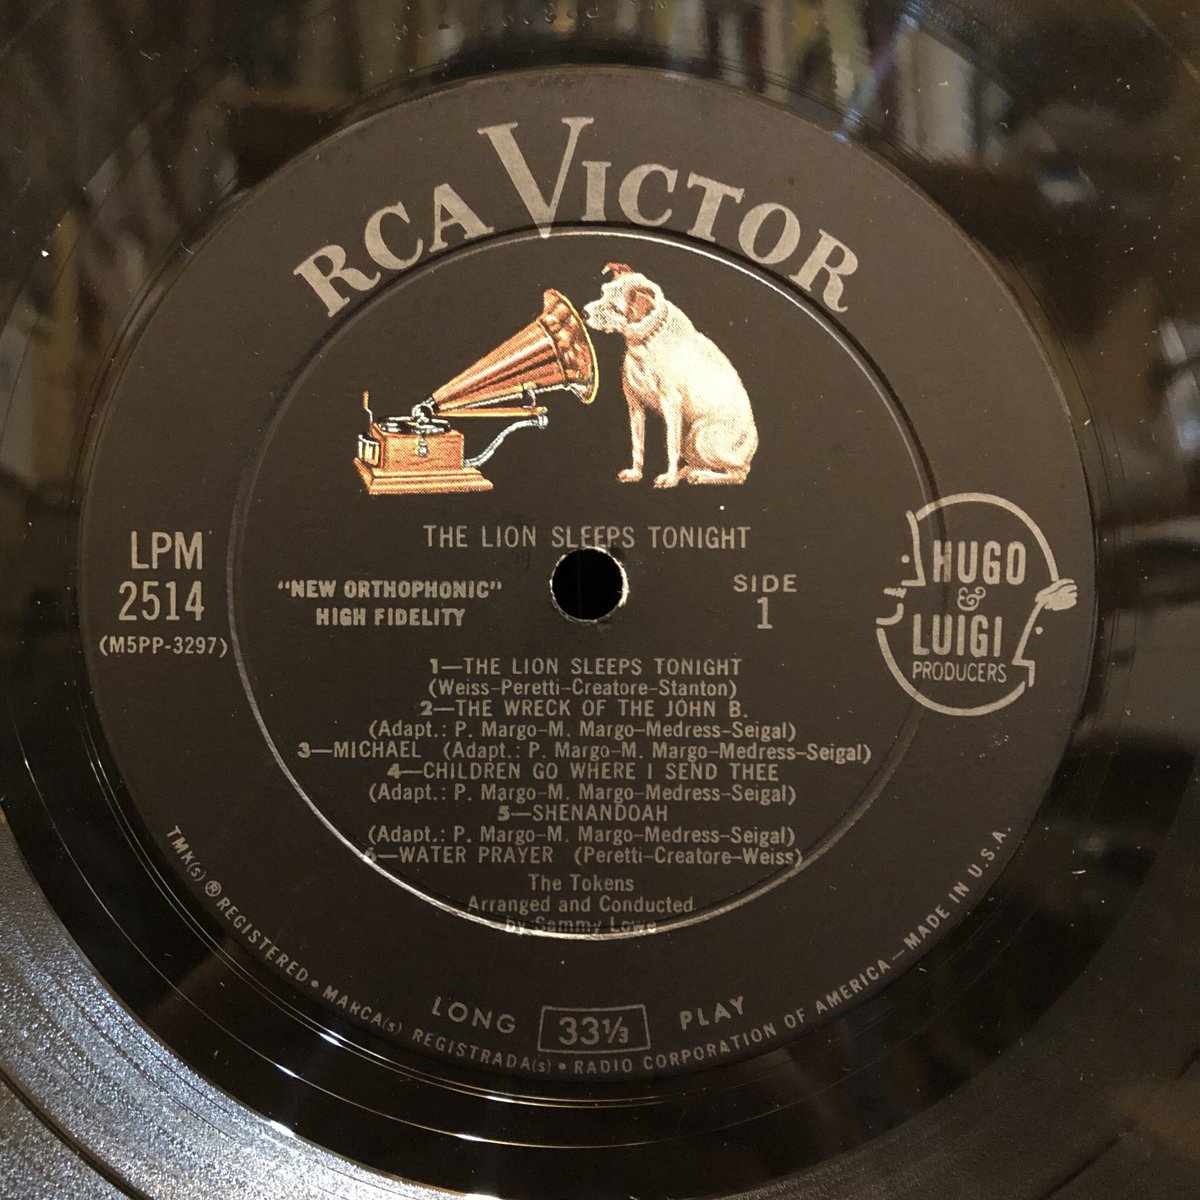 RCA VICTOR
THE LION SLEEPS TONIGHT
LPM
2514
(M5PP-3297)
"NEW ORTHOPHONIC"
HIGH FIDELITY
SIDE
1
HUGO
&
LUIGI
PRODUCERS
1—THE LION SLEEPS TONIGHT
(Weiss-Peretti-Creatore-Stanton)
2—THE WRECK OF THE JOHN B.
(Adapt.: P. Margo-M. Margo-Medress-Seigal)
3—MICHAEL (Adapt.: P. Margo-M. Margo-Medress-Seigal)
4—CHILDREN GO WHERE I SEND THEE
(Adapt.: P. Margo-M. Margo-Medress-Seigal)
5—SHENANDOAH
(Adapt.: P. Margo-M. Margo-Medress-Seigal)
6—WATER PRAYER (Peretti-Creatore-Weiss)
The Tokens
Arranged and Conducted
by Sammy Lowe
LONG 33⅓ PLAY
TMK(s) ® REGISTERED • MARCA(s) REGISTRADA(s) • RADIO CORPORATION OF AMERICA—MADE IN U.S.A.